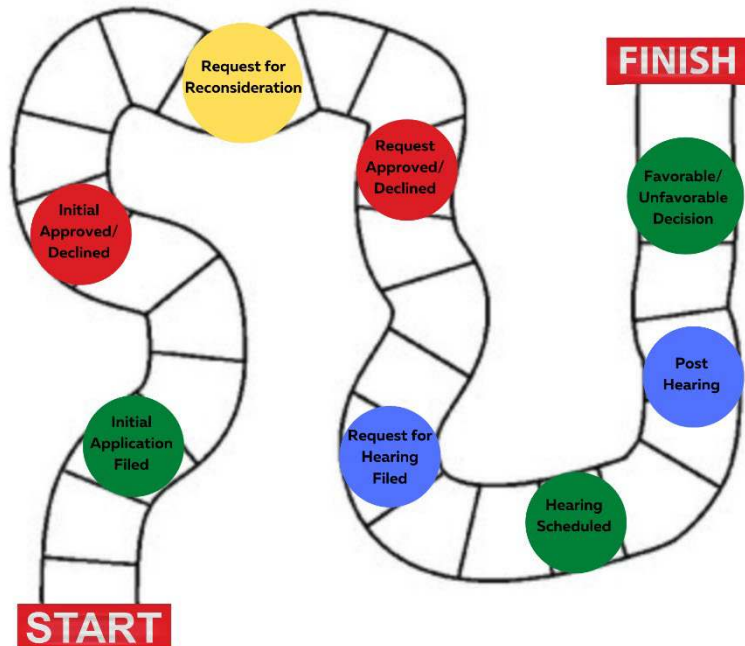 START
Initial
Application
Filed
Initial
Approved/
Declined
Request for
Reconsideration
Request
Approved/
Declined
Request for
Hearing
Filed
Hearing
Scheduled
Post
Hearing
Favorable/
Unfavorable
Decision
FINISH